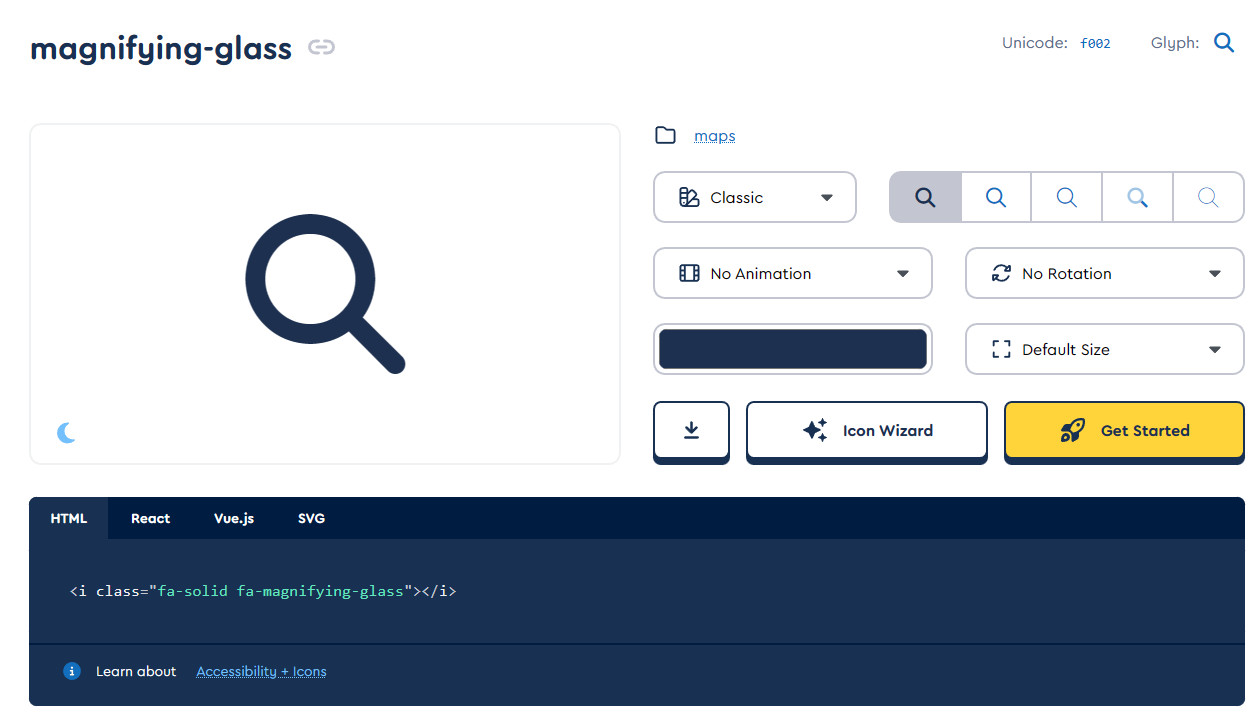 magnifying-glass
Unicode: f002 Glyph:
maps
Classic
No Animation
No Rotation
Default Size
Icon Wizard
Get Started
HTML React Vue.js SVG
<i class="fa-solid fa-magnifying-glass"></i>
Learn about Accessibility + Icons